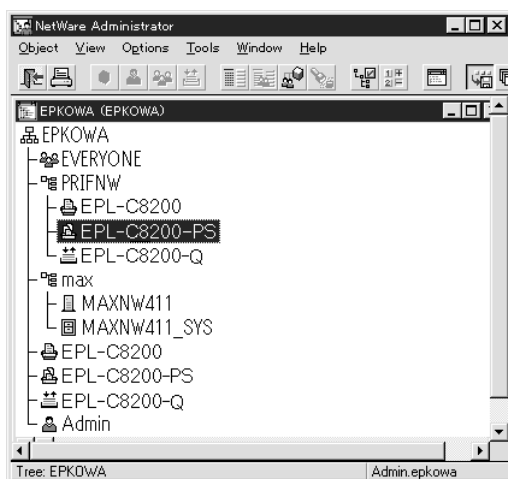 NetWare Administrator
Object View Options Tools Window Help
EPKOWA (EPKOWA)
EPKOWA
EVERYONE
PRIFNW
EPL-C8200
EPL-C8200-PS
EPL-C8200-Q
max
MAXNW411
MAXNW411_SYS
EPL-C8200
EPL-C8200-PS
EPL-C8200-Q
Admin
Tree: EPKOWA Admin.epkowa